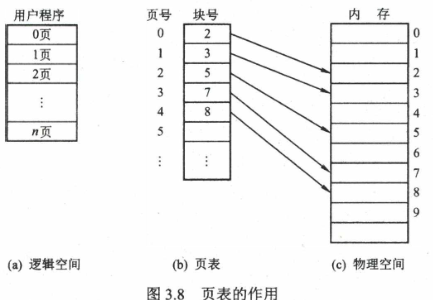 用户程序
0页
1页
2页
⋮
n页
(a) 逻辑空间
页号 块号
0 2
1 3
2 5
3 7
4 8
5
⋮ ⋮
(b) 页表
内 存
0
1
2
3
4
5
6
7
8
9
(c) 物理空间
图 3.8 页表的作用